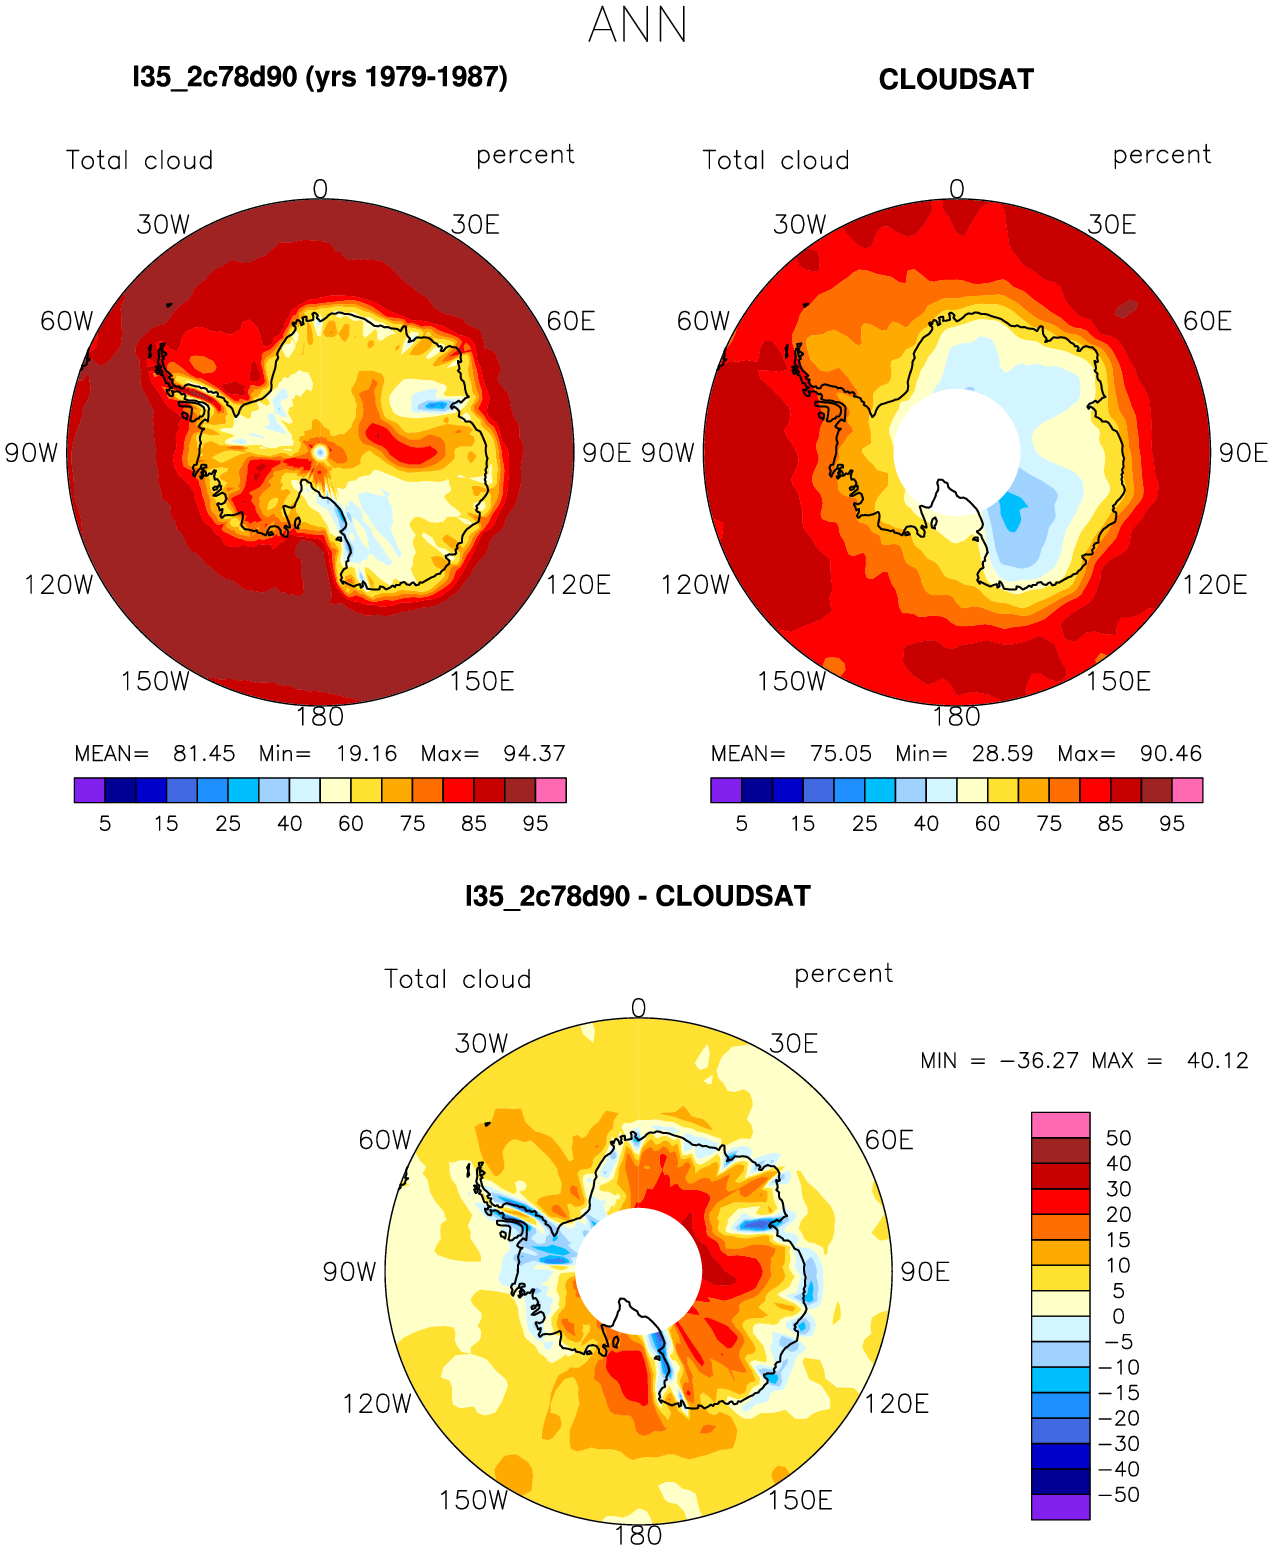 ANN
I35_2c78d90 (yrs 1979-1987)
Total cloud percent
0
30W 30E
60W 60E
90W 90E
120W 120E
150W 150E
180
MEAN= 81.45 Min= 19.16 Max= 94.37
5 15 25 40 60 75 85 95
CLOUDSAT
Total cloud percent
0
30W 30E
60W 60E
90W 90E
120W 120E
150W 150E
180
MEAN= 75.05 Min= 28.59 Max= 90.46
5 15 25 40 60 75 85 95
I35_2c78d90 - CLOUDSAT
Total cloud percent
0
30W 30E
60W 60E
90W 90E
120W 120E
150W 150E
180
MIN = -36.27 MAX = 40.12
50
40
30
20
15
10
5
0
-5
-10
-15
-20
-30
-40
-50